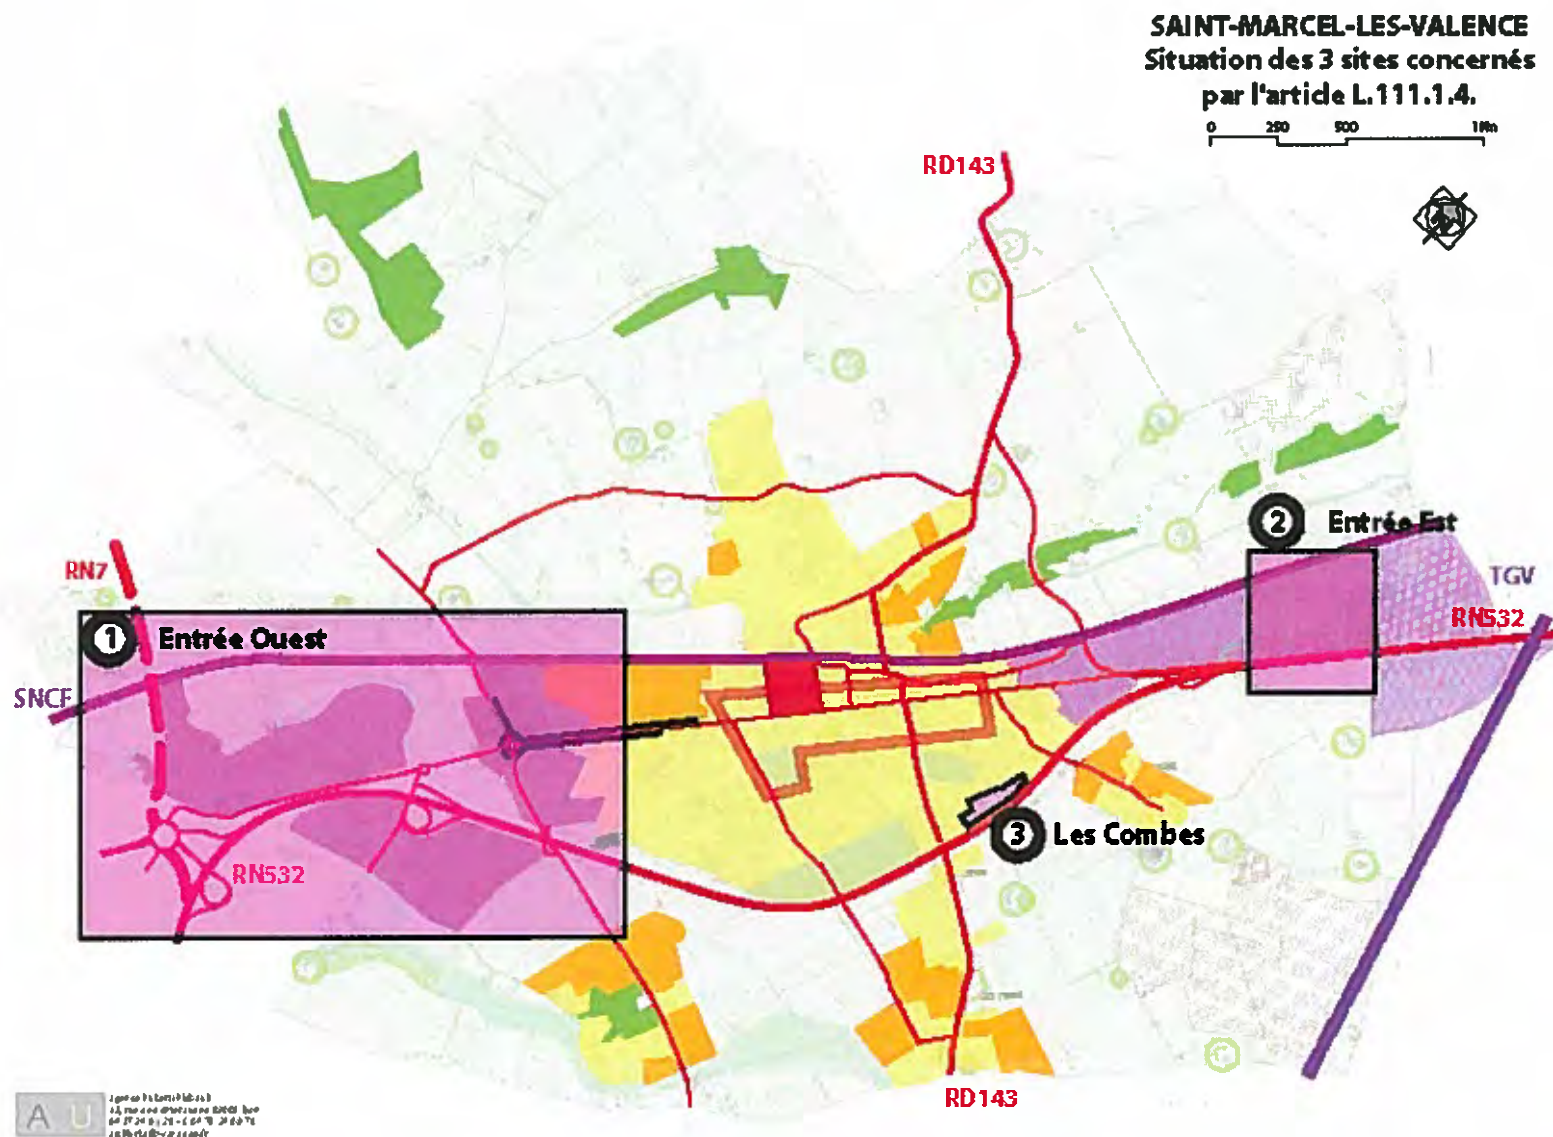 SAINT-MARCEL-LES-VALENCE
Situation des 3 sites concernés
par l'article L.111.1.4.
0 250 500 1Km
RD143
2 Entrée Est
RN7
TGV
RN532
1 Entrée Ouest
SNCF
3 Les Combes
RN532
RD143
A U